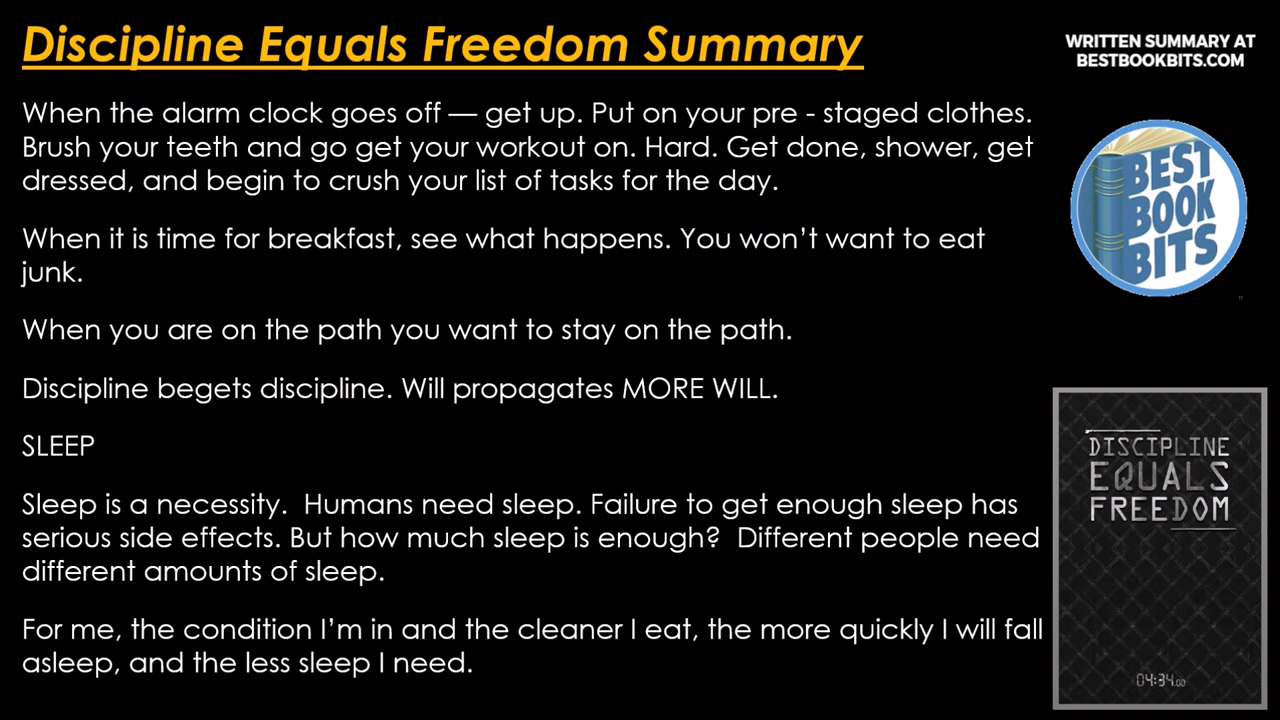 Discipline Equals Freedom Summary
WRITTEN SUMMARY AT
BESTBOOKBITS.COM
When the alarm clock goes off — get up. Put on your pre - staged clothes.
Brush your teeth and go get your workout on. Hard. Get done, shower, get
dressed, and begin to crush your list of tasks for the day.
When it is time for breakfast, see what happens. You won’t want to eat
junk.
When you are on the path you want to stay on the path.
Discipline begets discipline. Will propagates MORE WILL.
SLEEP
Sleep is a necessity.  Humans need sleep. Failure to get enough sleep has
serious side effects. But how much sleep is enough?  Different people need
different amounts of sleep.
For me, the condition I’m in and the cleaner I eat, the more quickly I will fall
asleep, and the less sleep I need.
BEST
BOOK
BITS
DISCIPLINE
EQUALS
FREEDOM
04:34.00